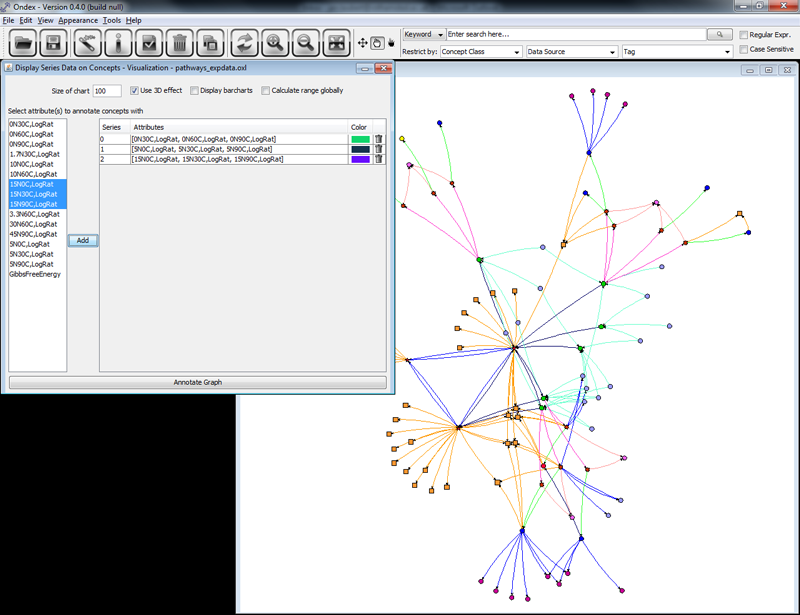 Ondex - Version 0.4.0 (build null)
File Edit View Appearance Tools Help
Keyword Enter search here... Regular Expr.
Restrict by: Concept Class Data Source Tag Case Sensitive
Display Series Data on Concepts - Visualization - pathways_expdata.oxl
Size of chart 100 Use 3D effect Display barcharts Calculate range globally
Select attribute(s) to annotate concepts with
0N30C,LogRat
0N60C,LogRat
0N90C,LogRat
1.7N30C,LogRat
10N0C,LogRat
10N60C,LogRat
15N0C,LogRat
15N30C,LogRat
15N90C,LogRat
3.3N60C,LogRat
30N60C,LogRat
45N90C,LogRat
5N0C,LogRat
5N30C,LogRat
5N90C,LogRat
GibbsFreeEnergy
Add
Series Attributes Color
0 [0N30C,LogRat, 0N60C,LogRat, 0N90C,LogRat]
1 [5N0C,LogRat, 5N30C,LogRat, 5N90C,LogRat]
2 [15N0C,LogRat, 15N30C,LogRat, 15N90C,LogRat]
Annotate Graph